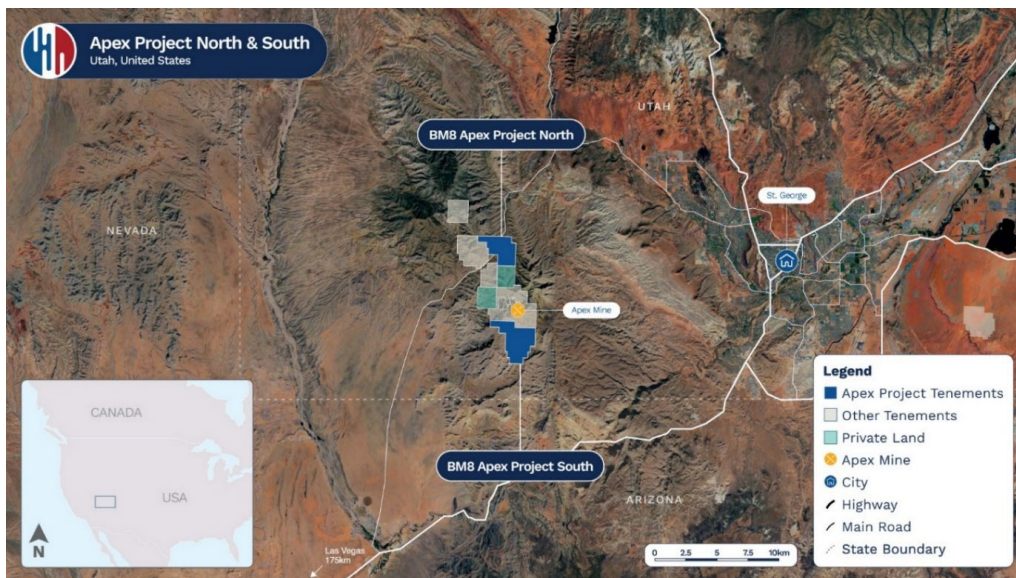 Apex Project North & South
Utah, United States
UTAH
BM8 Apex Project North
St. George
NEVADA
Apex Mine
Legend
Apex Project Tenements
Other Tenements
Private Land
Apex Mine
City
Highway
Main Road
State Boundary
CANADA
USA
N
BM8 Apex Project South
ARIZONA
Las Vegas
175km
0 2.5 5 7.5 10km